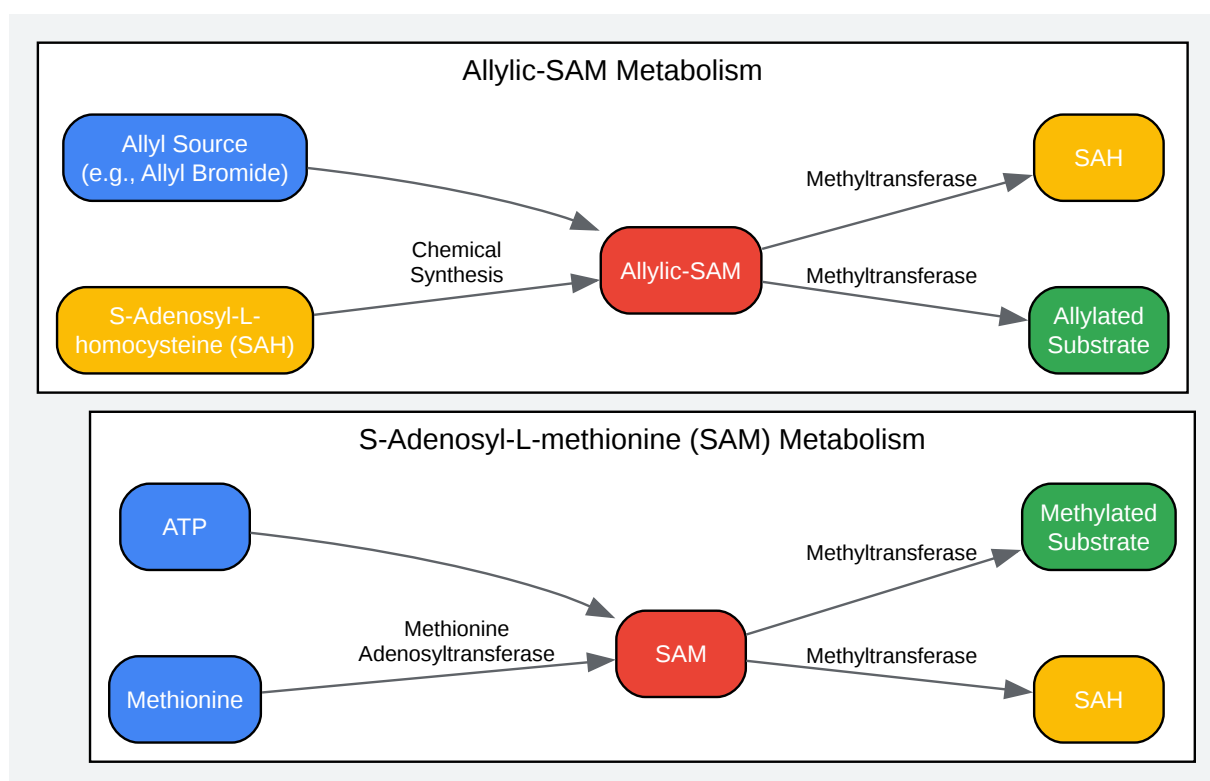 Allylic-SAM Metabolism
Allyl Source
(e.g., Allyl Bromide)
SAH
Methyltransferase
Chemical
Synthesis
Allylic-SAM
Methyltransferase
S-Adenosyl-L-
homocysteine (SAH)
Allylated
Substrate
S-Adenosyl-L-methionine (SAM) Metabolism
ATP
Methylated
Substrate
Methyltransferase
Methionine
Adenosyltransferase
SAM
Methyltransferase
Methionine
SAH